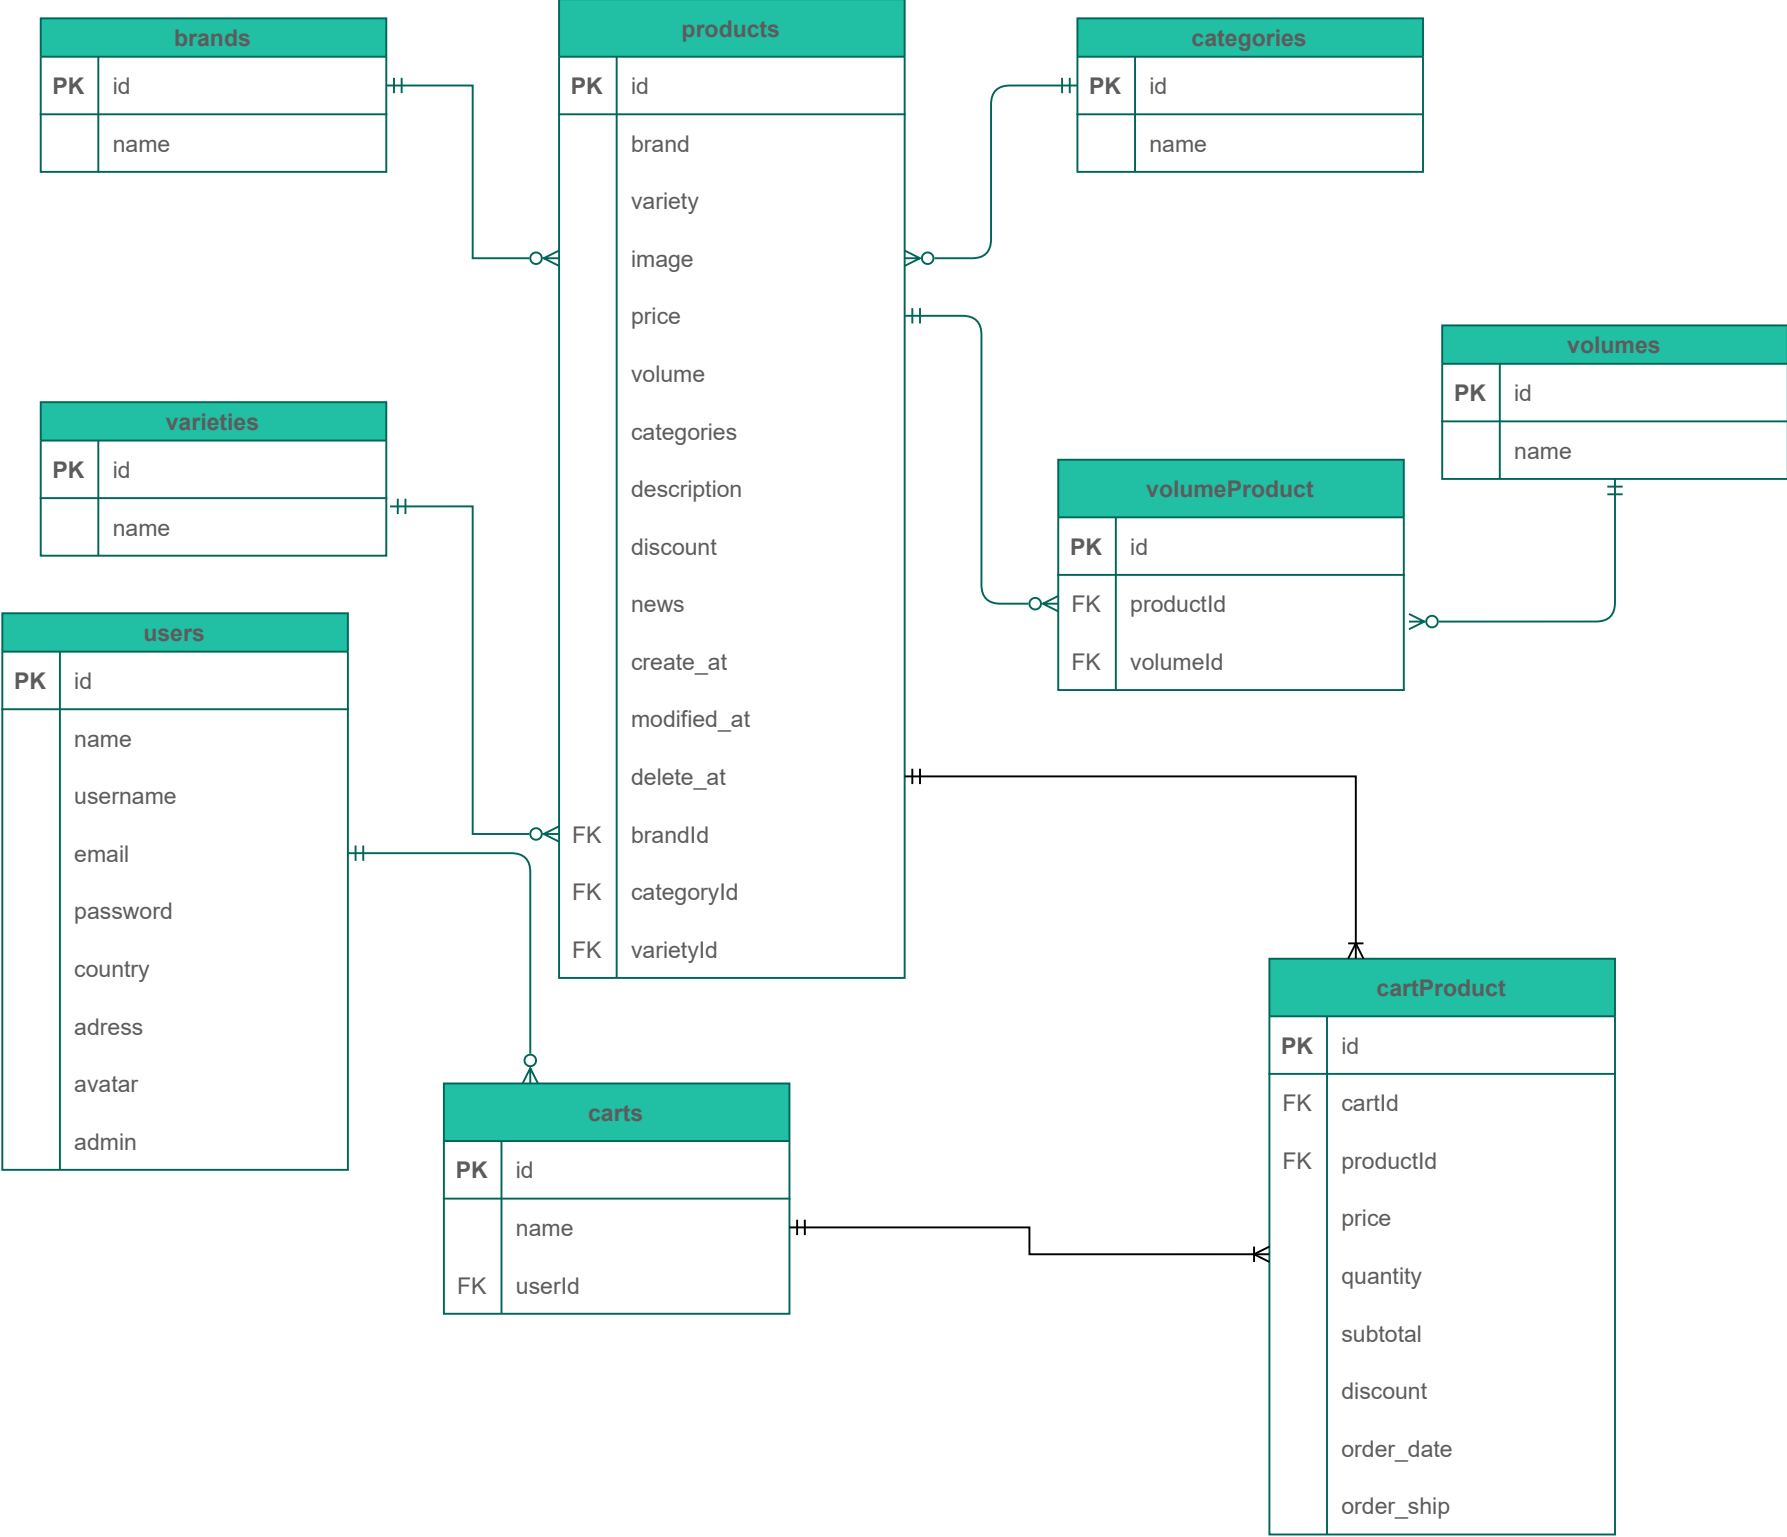 brands
PK id
name
products
PK id
brand
variety
image
price
volume
categories
description
discount
news
create_at
modified_at
delete_at
FK brandId
FK categoryId
FK varietyId
categories
PK id
name
volumes
PK id
name
varieties
PK id
name
volumeProduct
PK id
FK productId
FK volumeId
users
PK id
name
username
email
password
country
adress
avatar
admin
carts
PK id
name
FK userId
cartProduct
PK id
FK cartId
FK productId
price
quantity
subtotal
discount
order_date
order_ship